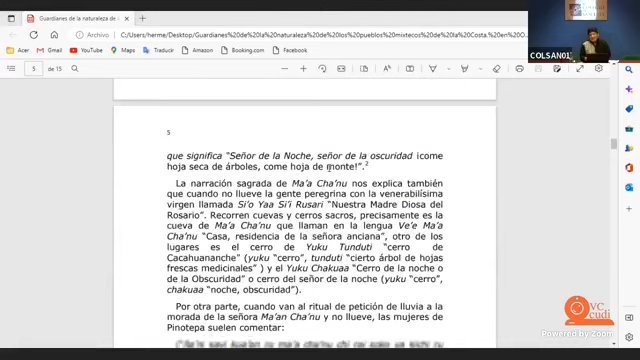 Guardianes de la naturaleza de l
C:/Users/herme/Desktop/Guardianes%20de%20la%20naturaleza%20de%20los%20pueblos%20mixtecos%20de%20la%20Costa.%20en%20O...
Acer
Gmail
YouTube
Maps
Noticias
Traducir
Amazon
Booking.com
Facebook
5
de 15
COLSAN01
5
que significa “Señor de la Noche, señor de la oscuridad ¡come
hoja seca de árboles, come hoja de monte!”.2
La narración sagrada de Ma’a Cha’nu nos explica también
que cuando no llueve la gente peregrina con la venerabilísima
virgen llamada Si’o Yaa Si’i Rusari “Nuestra Madre Diosa del
Rosario”. Recorren cuevas y cerros sacros, precisamente es la
cueva de Ma’a Cha’nu que llaman en la lengua Ve’e Ma’a
Cha’nu “Casa, residencia de la señora anciana”, otro de los
lugares es el cerro de Yuku Tunduti “cerro de
Cacahuananche” (yuku “cerro”, tunduti “cierto árbol de hojas
frescas medicinales” ) y el Yuku Chakuaa “Cerro de la noche o
de la Obscuridad” o cerro del señor de la noche (yuku “cerro”,
chakuaa “noche, obscuridad”).
Por otra parte, cuando van al ritual de petición de lluvia a la
morada de la señora Ma’an Cha’nu y no llueve, las mujeres de
Pinotepa suelen comentar:
VC
cudi
Powered by Zoom